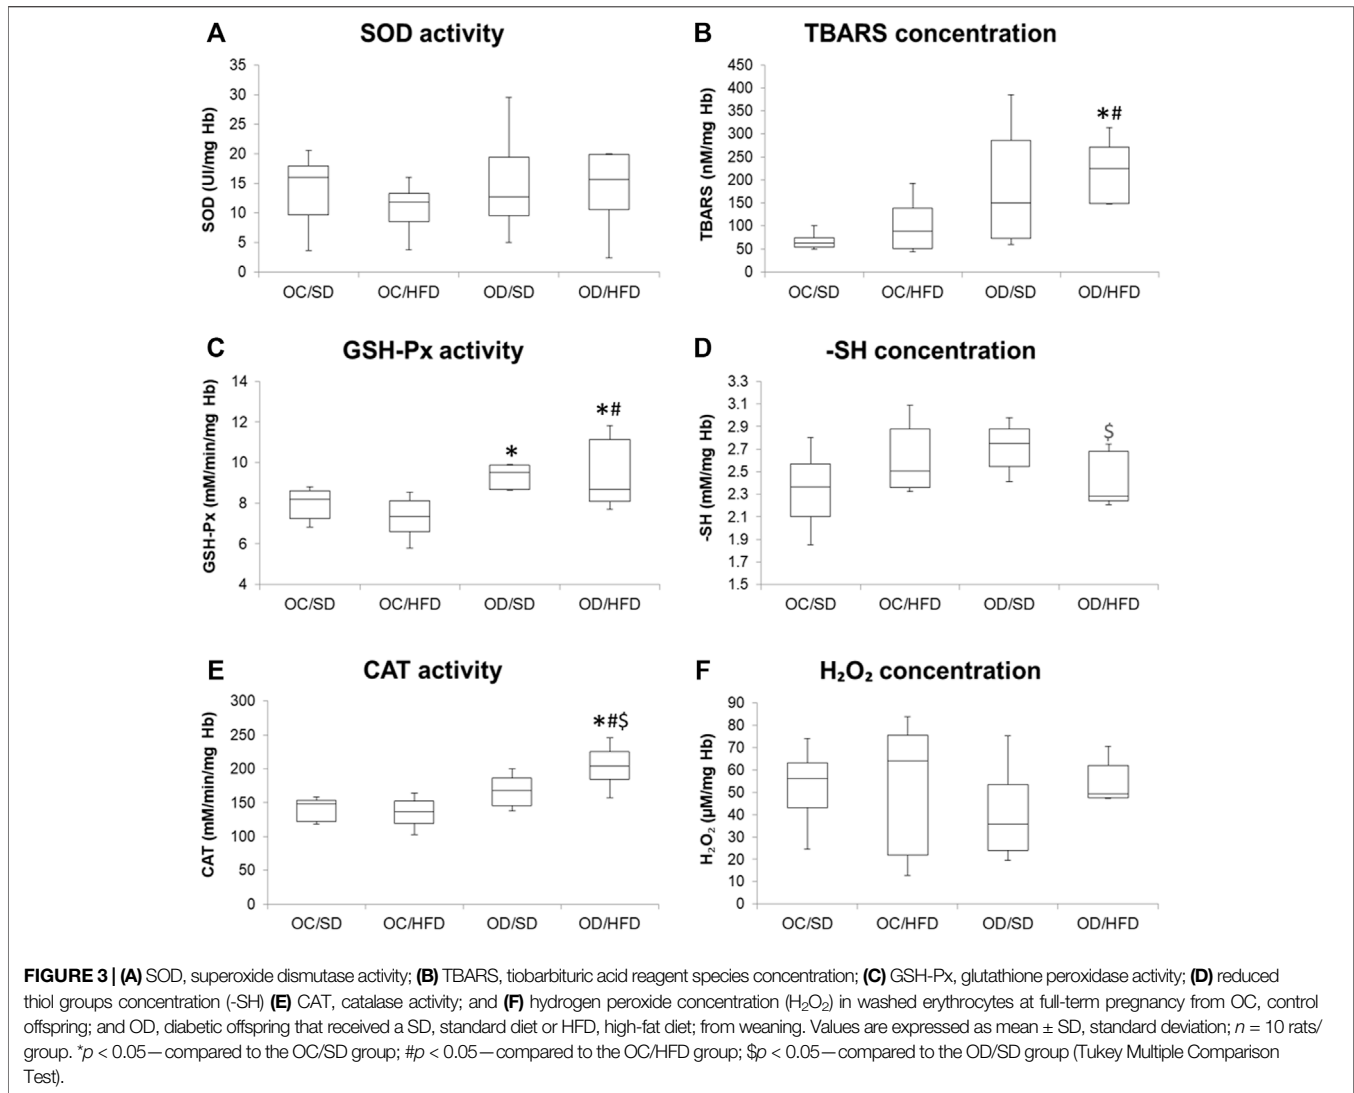 A SOD activity
SOD (UI/mg Hb)
35
30
25
20
15
10
5
0
OC/SD OC/HFD OD/SD OD/HFD
B TBARS concentration
TBARS (nM/mg Hb)
450
400
350
300
250
200
150
100
50
0
*#
OC/SD OC/HFD OD/SD OD/HFD
C GSH-Px activity
GSH-Px (mM/min/mg Hb)
14
12
10
8
6
4
*
*#
OC/SD OC/HFD OD/SD OD/HFD
D -SH concentration
-SH (mM/mg Hb)
3.3
3.1
2.9
2.7
2.5
2.3
2.1
1.9
1.7
1.5
$
OC/SD OC/HFD OD/SD OD/HFD
E CAT activity
CAT (mM/min/mg Hb)
300
250
200
150
100
50
0
*#$
OC/SD OC/HFD OD/SD OD/HFD
F H₂O₂ concentration
H₂O₂ (µM/mg Hb)
90
80
70
60
50
40
30
20
10
0
OC/SD OC/HFD OD/SD OD/HFD
FIGURE 3 | (A) SOD, superoxide dismutase activity; (B) TBARS, tiobarbituric acid reagent species concentration; (C) GSH-Px, glutathione peroxidase activity; (D) reduced
thiol groups concentration (-SH) (E) CAT, catalase activity; and (F) hydrogen peroxide concentration (H₂O₂) in washed erythrocytes at full-term pregnancy from OC, control
offspring; and OD, diabetic offspring that received a SD, standard diet or HFD, high-fat diet; from weaning. Values are expressed as mean ± SD, standard deviation; n = 10 rats/
group. *p < 0.05—compared to the OC/SD group; #p < 0.05—compared to the OC/HFD group; $p < 0.05—compared to the OD/SD group (Tukey Multiple Comparison
Test).